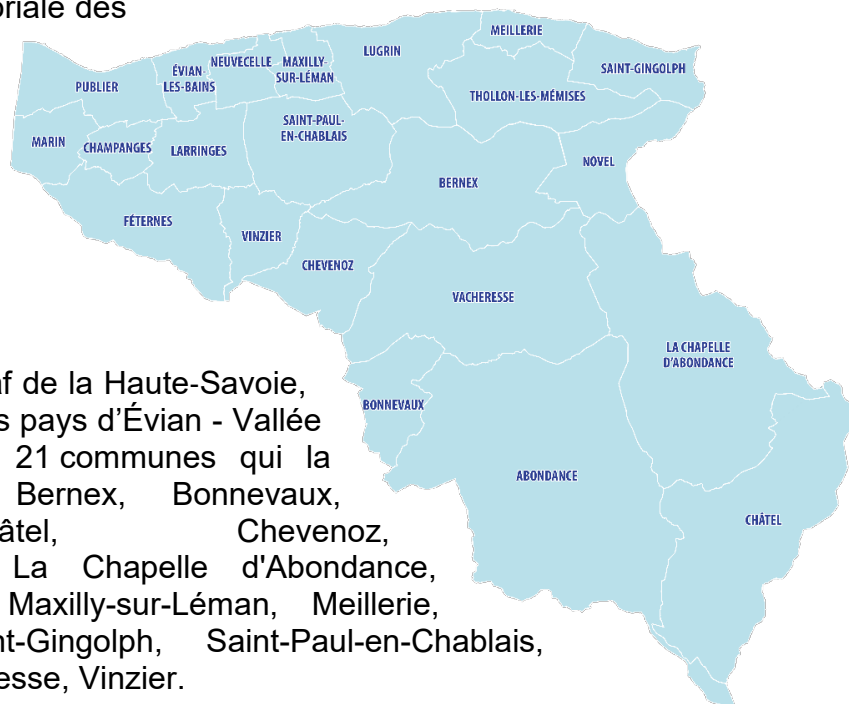 oriale des
MEILLERIE
LUGRIN
NEUVECELLE
MAXILLY-
SUR-LÉMAN
ÉVIAN-
LES-BAINS
SAINT-GINGOLPH
PUBLIER
THOLLON-LES-MÉMISES
SAINT-PAUL-
EN-CHABLAIS
MARIN
CHAMPANGES
LARRINGES
NOVEL
BERNEX
FÉTERNES
VINZIER
CHEVENOZ
VACHERESSE
LA CHAPELLE
D'ABONDANCE
BONNEVAUX
ABONDANCE
CHÂTEL
af de la Haute-Savoie,
s pays d’Évian - Vallée
21 communes qui la
Bernex, Bonnevaux,
âtel, Chevenoz,
La Chapelle d'Abondance,
Maxilly-sur-Léman, Meillerie,
nt-Gingolph, Saint-Paul-en-Chablais,
esse, Vinzier.